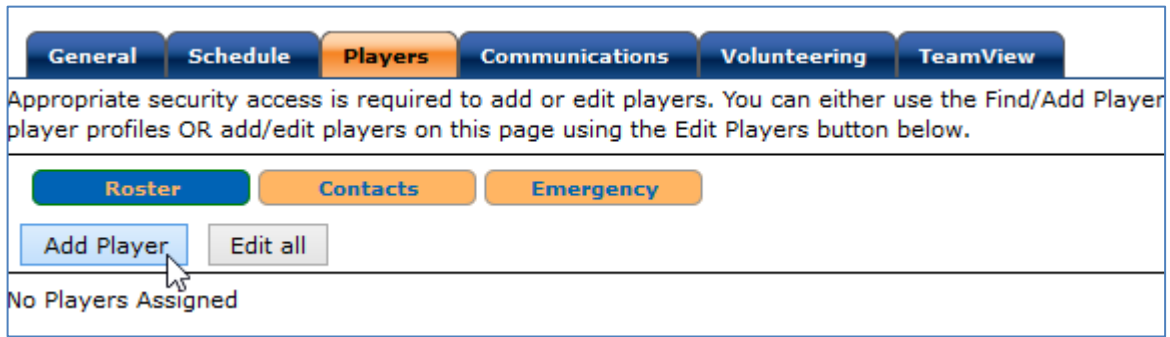 General Schedule Players Communications Volunteering TeamView
Appropriate security access is required to add or edit players. You can either use the Find/Add Player
player profiles OR add/edit players on this page using the Edit Players button below.
Roster Contacts Emergency
Add Player Edit all
No Players Assigned